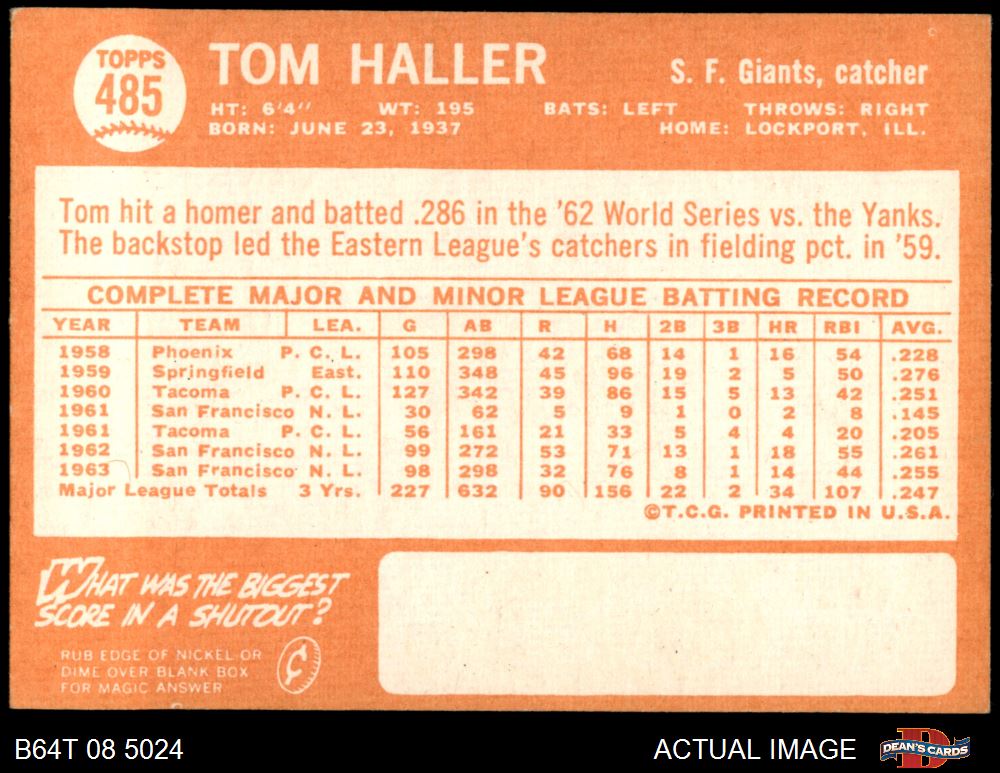 TOPPS
485
TOM HALLER
S. F. Giants, catcher
HT: 6'4" WT: 195 BATS: LEFT THROWS: RIGHT
BORN: JUNE 23, 1937 HOME: LOCKPORT, ILL.
Tom hit a homer and batted .286 in the '62 World Series vs. the Yanks.
The backstop led the Eastern League's catchers in fielding pct. in '59.
COMPLETE MAJOR AND MINOR LEAGUE BATTING RECORD
YEAR TEAM LEA. G AB R H 2B 3B HR RBI AVG.
1958 Phoenix P. C. L. 105 298 42 68 14 1 16 54 .228
1959 Springfield East. 110 348 45 96 19 2 5 50 .276
1960 Tacoma P. C. L. 127 342 39 86 15 5 13 42 .251
1961 San Francisco N. L. 30 62 5 9 1 0 2 8 .145
1961 Tacoma P. C. L. 56 161 21 33 5 4 4 20 .205
1962 San Francisco N. L. 99 272 53 71 13 1 18 55 .261
1963 San Francisco N. L. 98 298 32 76 8 1 14 44 .255
Major League Totals 3 Yrs. 227 632 90 156 22 2 34 107 .247
©T.C.G. PRINTED IN U.S.A.
WHAT WAS THE BIGGEST
SCORE IN A SHUTOUT?
RUB EDGE OF NICKEL OR
DIME OVER BLANK BOX
FOR MAGIC ANSWER
¢
B64T 08 5024
ACTUAL IMAGE
DEAN'S CARDS